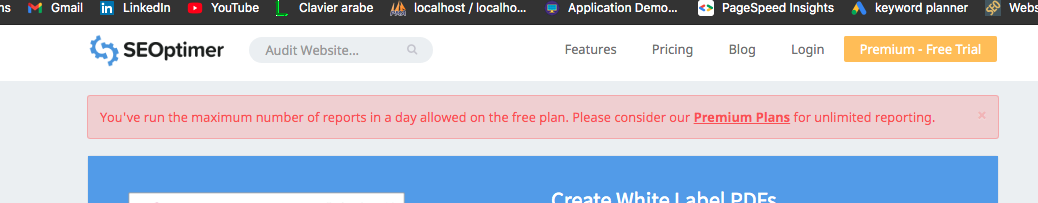 Gmail LinkedIn YouTube Clavier arabe localhost / localho... Application Demo... PageSpeed Insights keyword planner
SEOptimer Audit Website... Features Pricing Blog Login Premium - Free Trial
You've run the maximum number of reports in a day allowed on the free plan. Please consider our Premium Plans for unlimited reporting. ×
Create White Label PDFs